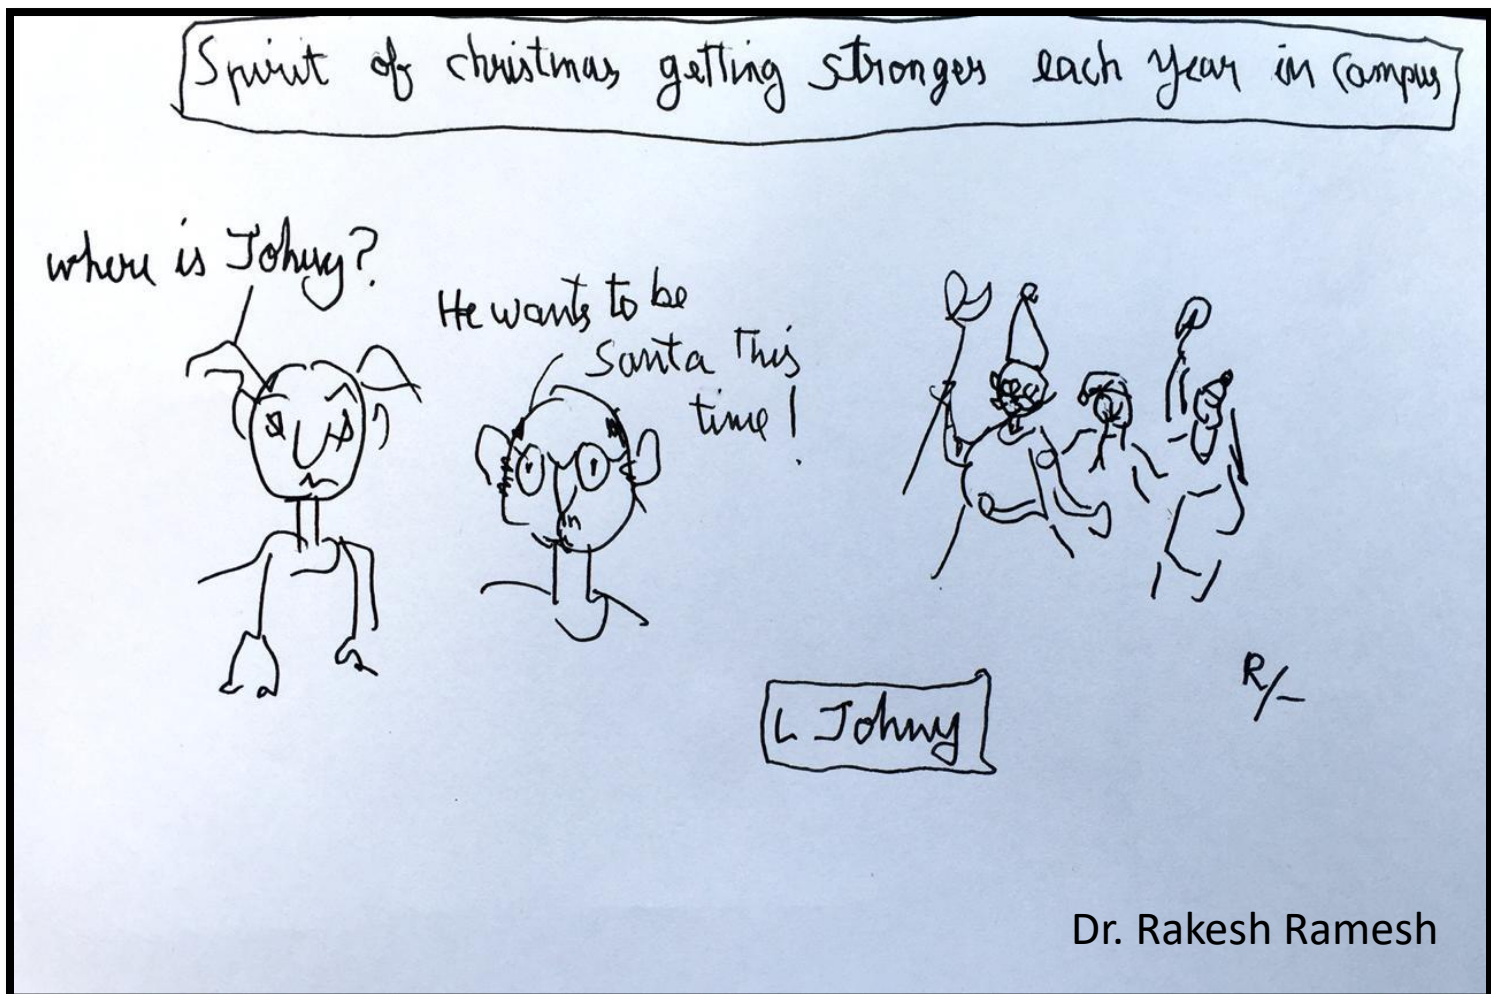 Spirit of christmas getting stronger each year in campus
where is Johny?
He wants to be
Santa This
time!
L Johny
R/-
Dr. Rakesh Ramesh